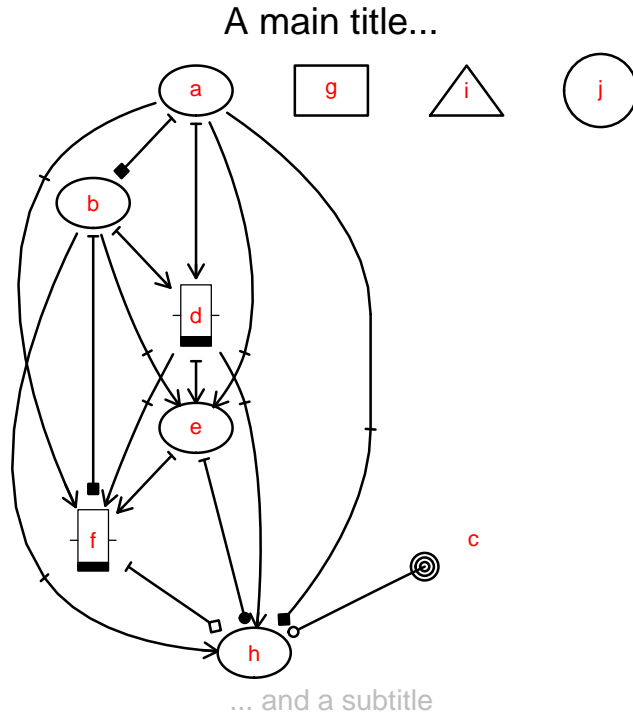 A main title...
a g i j
b
d
e
f c
h
... and a subtitle